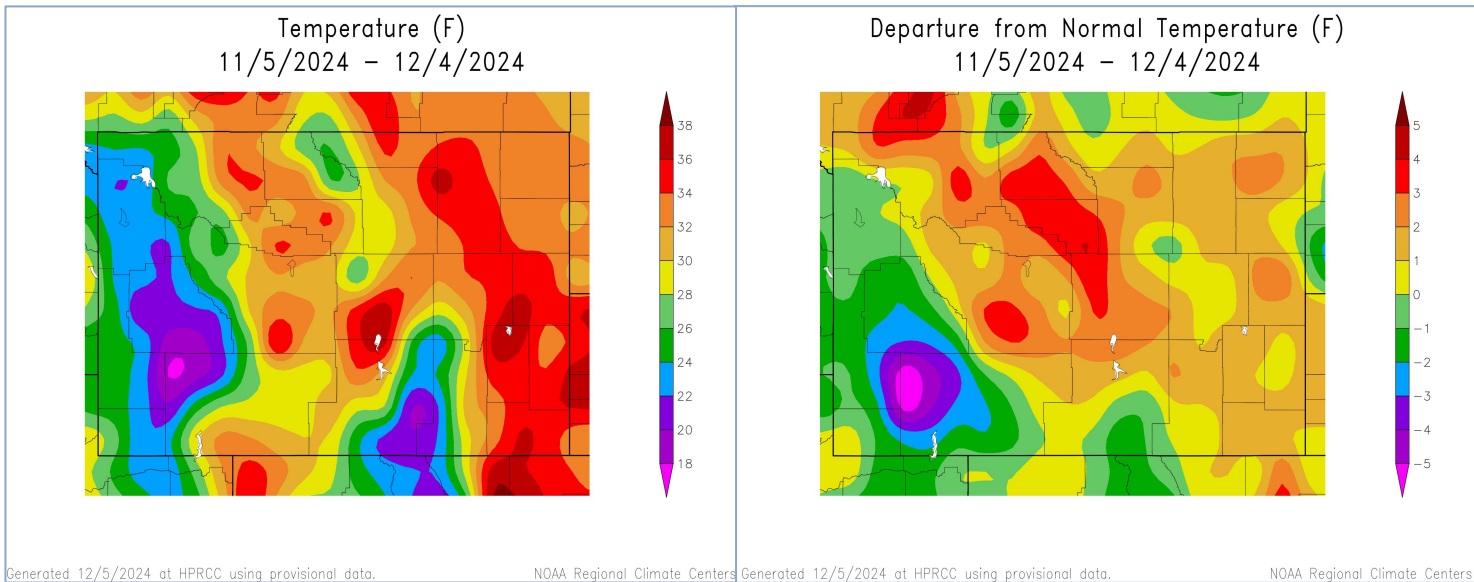 Temperature (F)
11/5/2024 – 12/4/2024
38
36
34
32
30
28
26
24
22
20
18
Generated 12/5/2024 at HPRCC using provisional data.
NOAA Regional Climate Centers
Departure from Normal Temperature (F)
11/5/2024 – 12/4/2024
5
4
3
2
1
0
−1
−2
−3
−4
−5
Generated 12/5/2024 at HPRCC using provisional data.
NOAA Regional Climate Centers